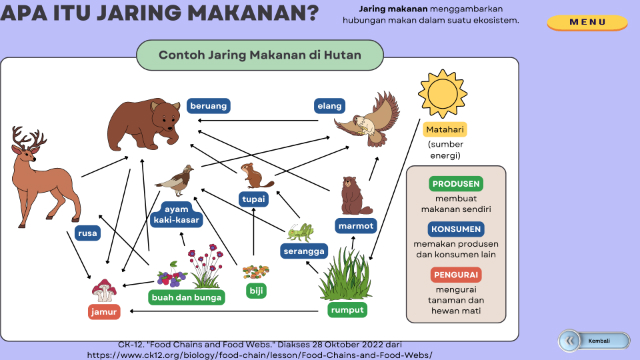 APA ITU JARING MAKANAN?
Jaring makanan menggambarkan
hubungan makan dalam suatu ekosistem.
MENU
Contoh Jaring Makanan di Hutan
beruang
elang
Matahari
(sumber
energi)
tupai
ayam
kaki-kasar
marmot
rusa
serangga
buah dan bunga
biji
rumput
jamur
PRODUSEN
membuat
makanan sendiri
KONSUMEN
memakan produsen
dan konsumen lain
PENGURAI
mengurai
tanaman dan
hewan mati
CK-12. "Food Chains and Food Webs." Diakses 28 Oktober 2022 dari
https://www.ck12.org/biology/food-chain/lesson/Food-Chains-and-Food-Webs/
Kembali